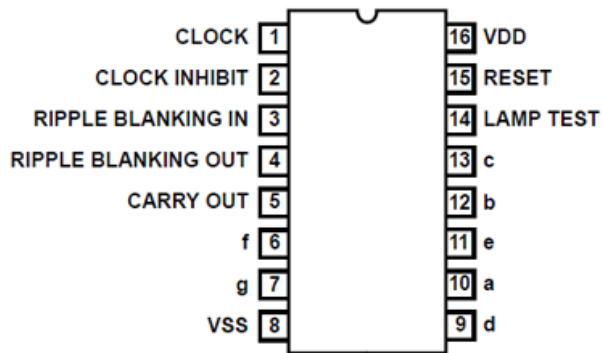 CLOCK 1 16 VDD
CLOCK INHIBIT 2 15 RESET
RIPPLE BLANKING IN 3 14 LAMP TEST
RIPPLE BLANKING OUT 4 13 c
CARRY OUT 5 12 b
f 6 11 e
g 7 10 a
VSS 8 9 d